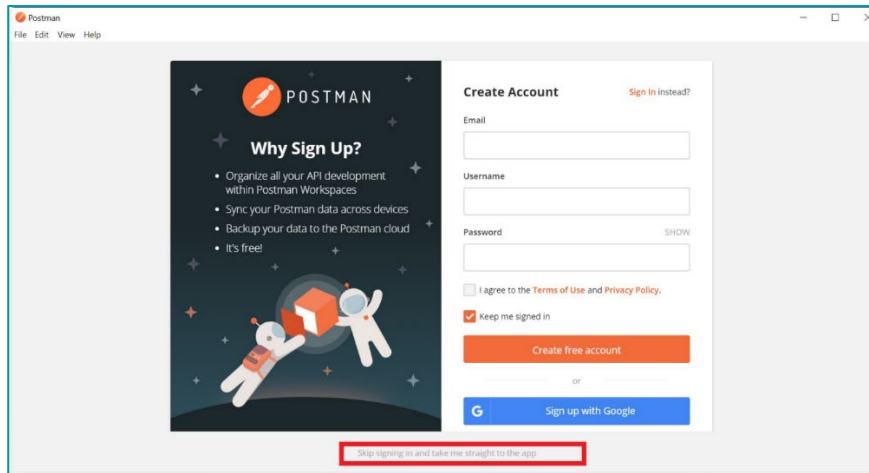 Postman
File Edit View Help
POSTMAN
Why Sign Up?
• Organize all your API development
within Postman Workspaces
• Sync your Postman data across devices
• Backup your data to the Postman cloud
• It's free!
Create Account
Sign In instead?
Email
Username
Password
SHOW
I agree to the Terms of Use and Privacy Policy.
Keep me signed in
Create free account
or
G Sign up with Google
Skip signing in and take me straight to the app